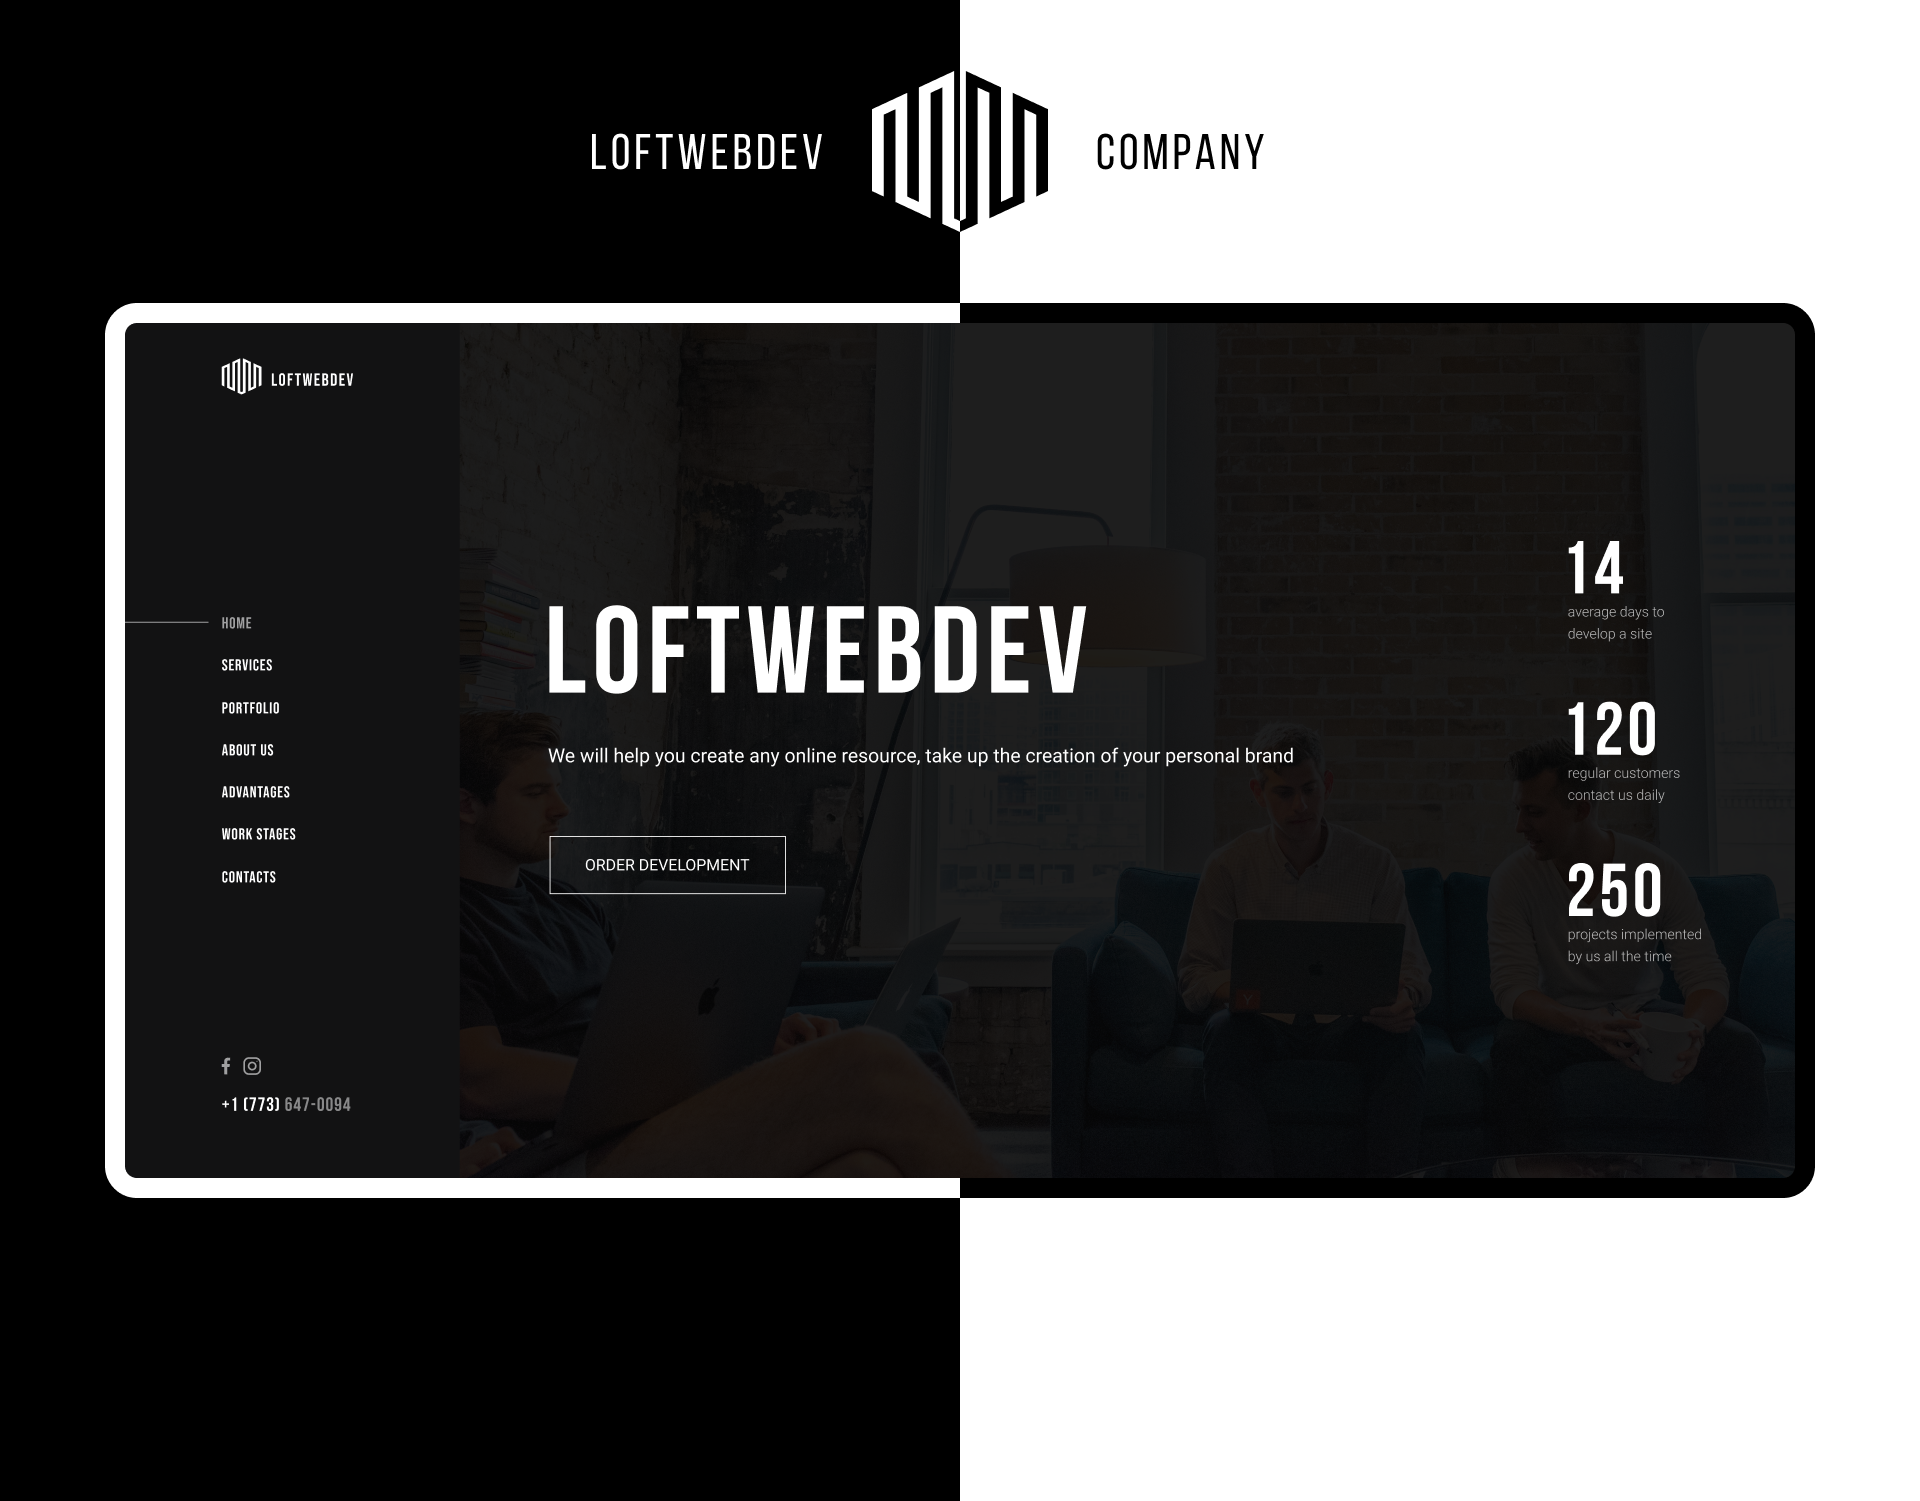 LOFTWEBDEV
COMPANY
LOFTWEBDEV
HOME
SERVICES
PORTFOLIO
ABOUT US
ADVANTAGES
WORK STAGES
CONTACTS
+1 (773) 647-0094
LOFTWEBDEV
We will help you create any online resource, take up the creation of your personal brand
ORDER DEVELOPMENT
14
average days to
develop a site
120
regular customers
contact us daily
250
projects implemented
by us all the time
Y